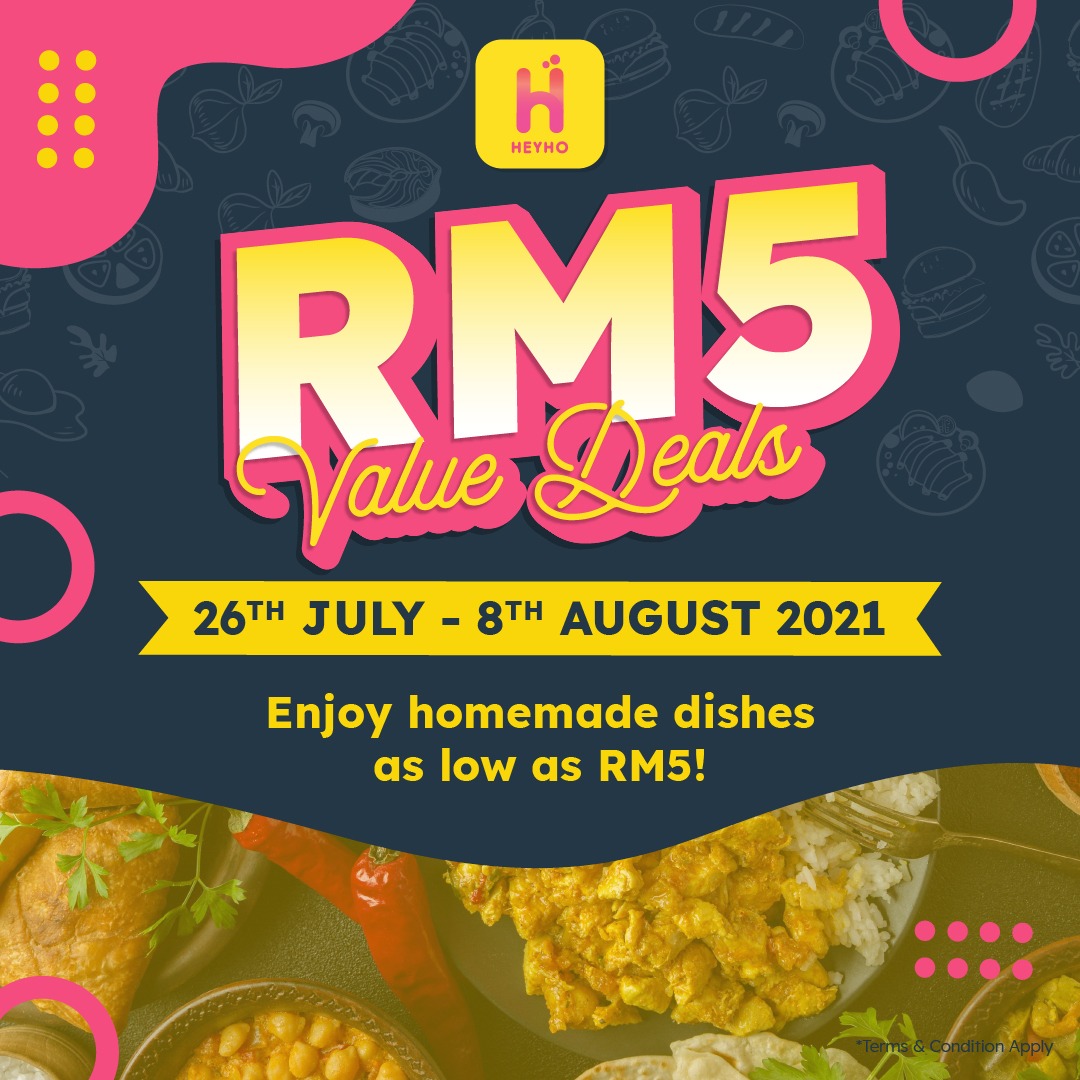 HEYHO
RM5
Value Deals
26TH JULY - 8TH AUGUST 2021
Enjoy homemade dishes
as low as RM5!
*Terms & Condition Apply